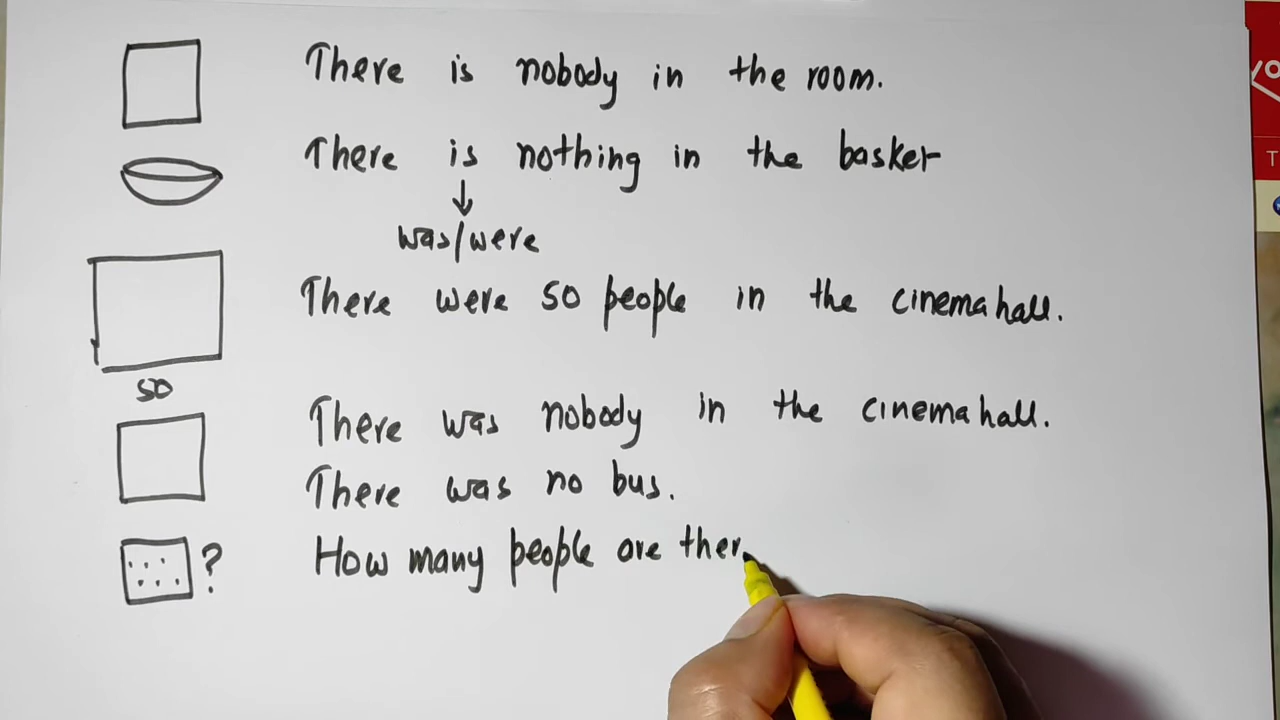 There is nobody in the room.
There is nothing in the basket
was/were
There were 50 people in the cinema hall.
50
There was nobody in the cinema hall.
There was no bus.
? How many people are ther